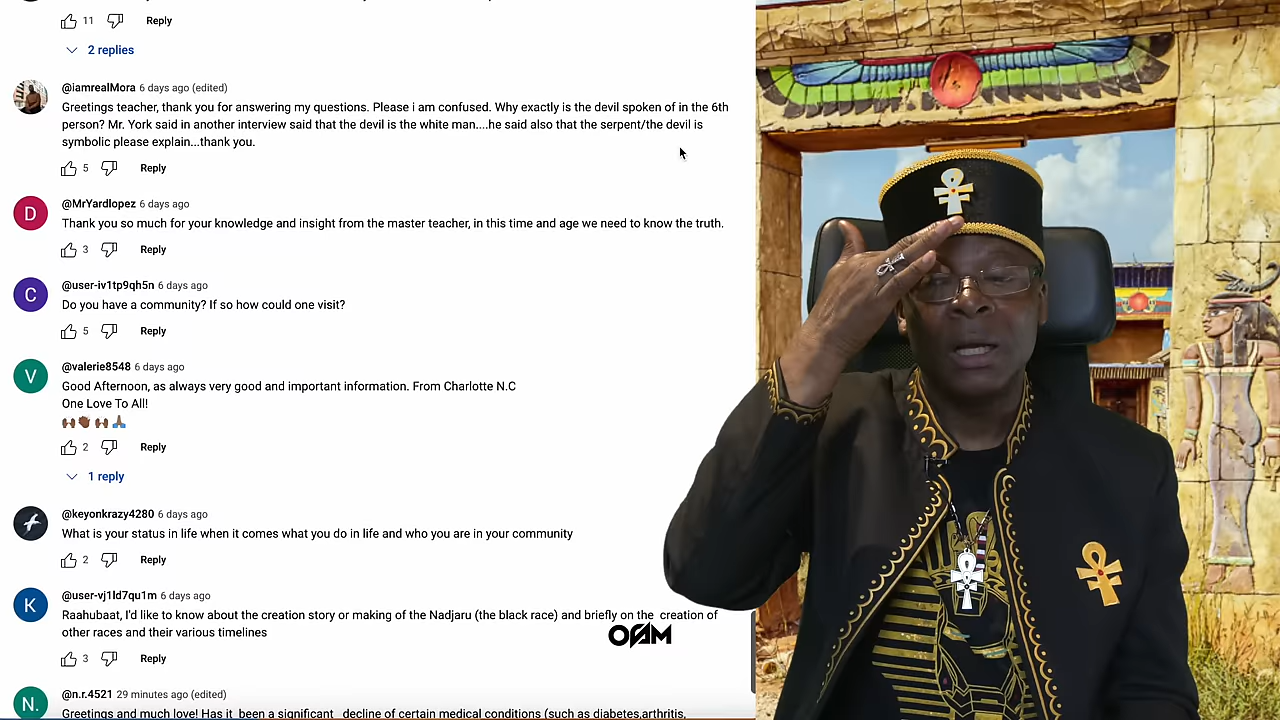 11 Reply
2 replies
@iamrealMora 6 days ago (edited)
Greetings teacher, thank you for answering my questions. Please i am confused. Why exactly is the devil spoken of in the 6th
person? Mr. York said in another interview said that the devil is the white man....he said also that the serpent/the devil is
symbolic please explain...thank you.
5 Reply
D
@MrYardlopez 6 days ago
Thank you so much for your knowledge and insight from the master teacher, in this time and age we need to know the truth.
3 Reply
C
@user-iv1tp9qh5n 6 days ago
Do you have a community? If so how could one visit?
5 Reply
V
@valerie8548 6 days ago
Good Afternoon, as always very good and important information. From Charlotte N.C
One Love To All!
2 Reply
1 reply
@keyonkrazy4280 6 days ago
What is your status in life when it comes what you do in life and who you are in your community
2 Reply
K
@user-vj1ld7qu1m 6 days ago
Raahubaat, I'd like to know about the creation story or making of the Nadjaru (the black race) and briefly on the creation of
other races and their various timelines
OFAM
3 Reply
N.
@n.r.4521 29 minutes ago (edited)
Greetings and much love! Has it been a significant decline of certain medical conditions (such as diabetes,arthritis,